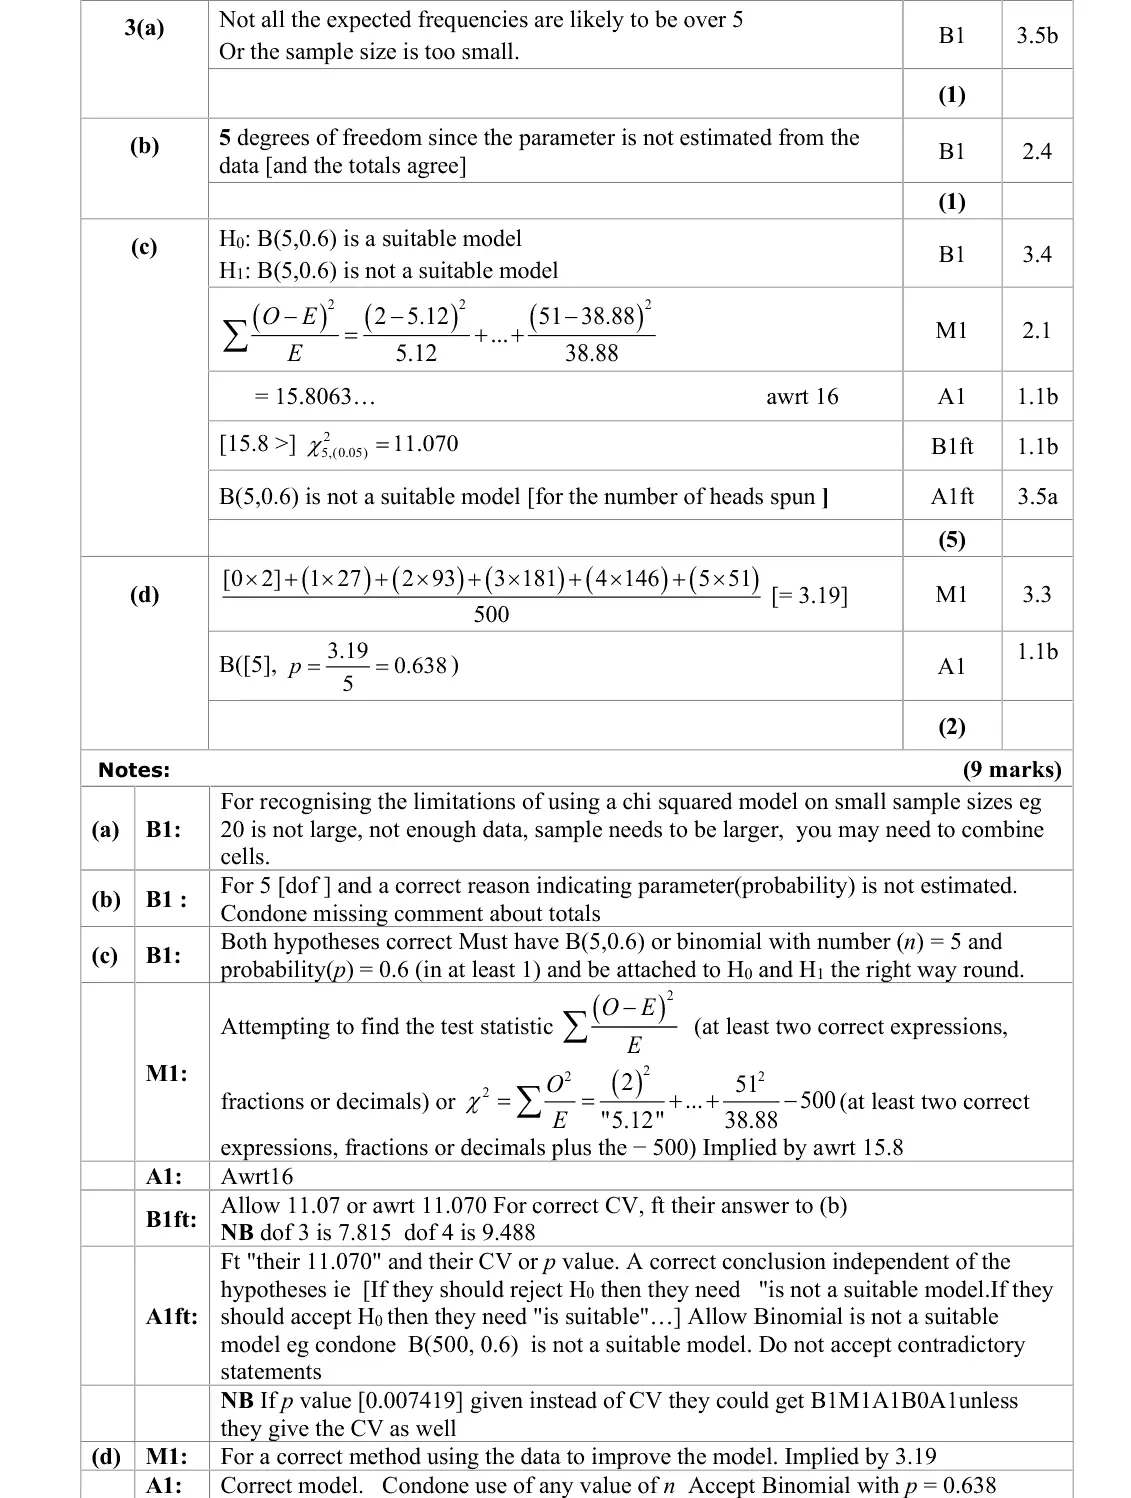 3(a)
Not all the expected frequencies are likely to be over 5
Or the sample size is too small.
B1
3.5b
(1)
(b)
5 degrees of freedom since the parameter is not estimated from the
data [and the totals agree]
B1
2.4
(1)
(c)
H₀: B(5,0.6) is a suitable model
H₁: B(5,0.6) is not a suitable model
B1
3.4
∑ (O − E)² / E = (2 − 5.12)² / 5.12 + ... + (51 − 38.88)² / 38.88
M1
2.1
= 15.8063… awrt 16
A1
1.1b
[15.8 >] χ²₅,(0.05) = 11.070
B1ft
1.1b
B(5,0.6) is not a suitable model [for the number of heads spun ]
A1ft
3.5a
(5)
(d)
[0×2] + (1×27) + (2×93) + (3×181) + (4×146) + (5×51) / 500 [= 3.19]
M1
3.3
B([5], p = 3.19 / 5 = 0.638 )
A1
1.1b
(2)
Notes: (9 marks)
(a)
B1:
For recognising the limitations of using a chi squared model on small sample sizes eg
20 is not large, not enough data, sample needs to be larger, you may need to combine
cells.
(b)
B1 :
For 5 [dof ] and a correct reason indicating parameter(probability) is not estimated.
Condone missing comment about totals
(c)
B1:
Both hypotheses correct Must have B(5,0.6) or binomial with number (n) = 5 and
probability(p) = 0.6 (in at least 1) and be attached to H₀ and H₁ the right way round.
M1:
Attempting to find the test statistic ∑ (O − E)² / E (at least two correct expressions,
fractions or decimals) or χ² = ∑ O² / E = (2)² / "5.12" + ... + 51² / 38.88 − 500 (at least two correct
expressions, fractions or decimals plus the − 500) Implied by awrt 15.8
A1:
Awrt16
B1ft:
Allow 11.07 or awrt 11.070 For correct CV, ft their answer to (b)
NB dof 3 is 7.815 dof 4 is 9.488
A1ft:
Ft "their 11.070" and their CV or p value. A correct conclusion independent of the
hypotheses ie [If they should reject H₀ then they need "is not a suitable model.If they
should accept H₀ then they need "is suitable"…] Allow Binomial is not a suitable
model eg condone B(500, 0.6) is not a suitable model. Do not accept contradictory
statements
NB If p value [0.007419] given instead of CV they could get B1M1A1B0A1unless
they give the CV as well
(d)
M1:
For a correct method using the data to improve the model. Implied by 3.19
A1:
Correct model. Condone use of any value of n Accept Binomial with p = 0.638